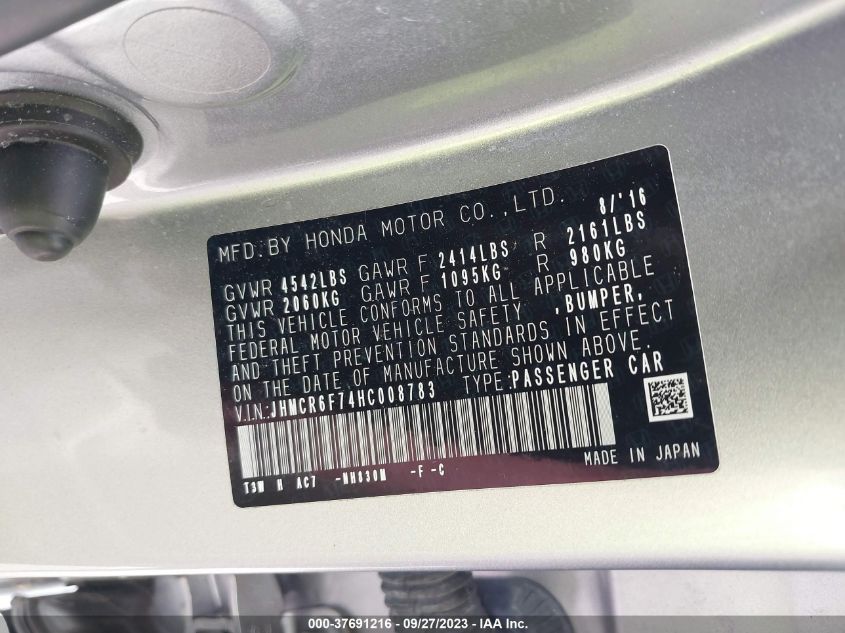 MFD. BY HONDA MOTOR CO., LTD. 8/'16
GVWR 4542LBS GAWR F 2414LBS R 2161LBS
GVWR 2060KG GAWR F 1095KG R 980KG
THIS VEHICLE CONFORMS TO ALL APPLICABLE
FEDERAL MOTOR VEHICLE SAFETY ,BUMPER,
AND THEFT PREVENTION STANDARDS IN EFFECT
ON THE DATE OF MANUFACTURE SHOWN ABOVE.
V.I.N.:JHMCR6F74HC008783 TYPE:PASSENGER CAR
MADE IN JAPAN
T3W H AC7 -NH830M -F -C
000-37691216 - 09/27/2023 - IAA Inc.